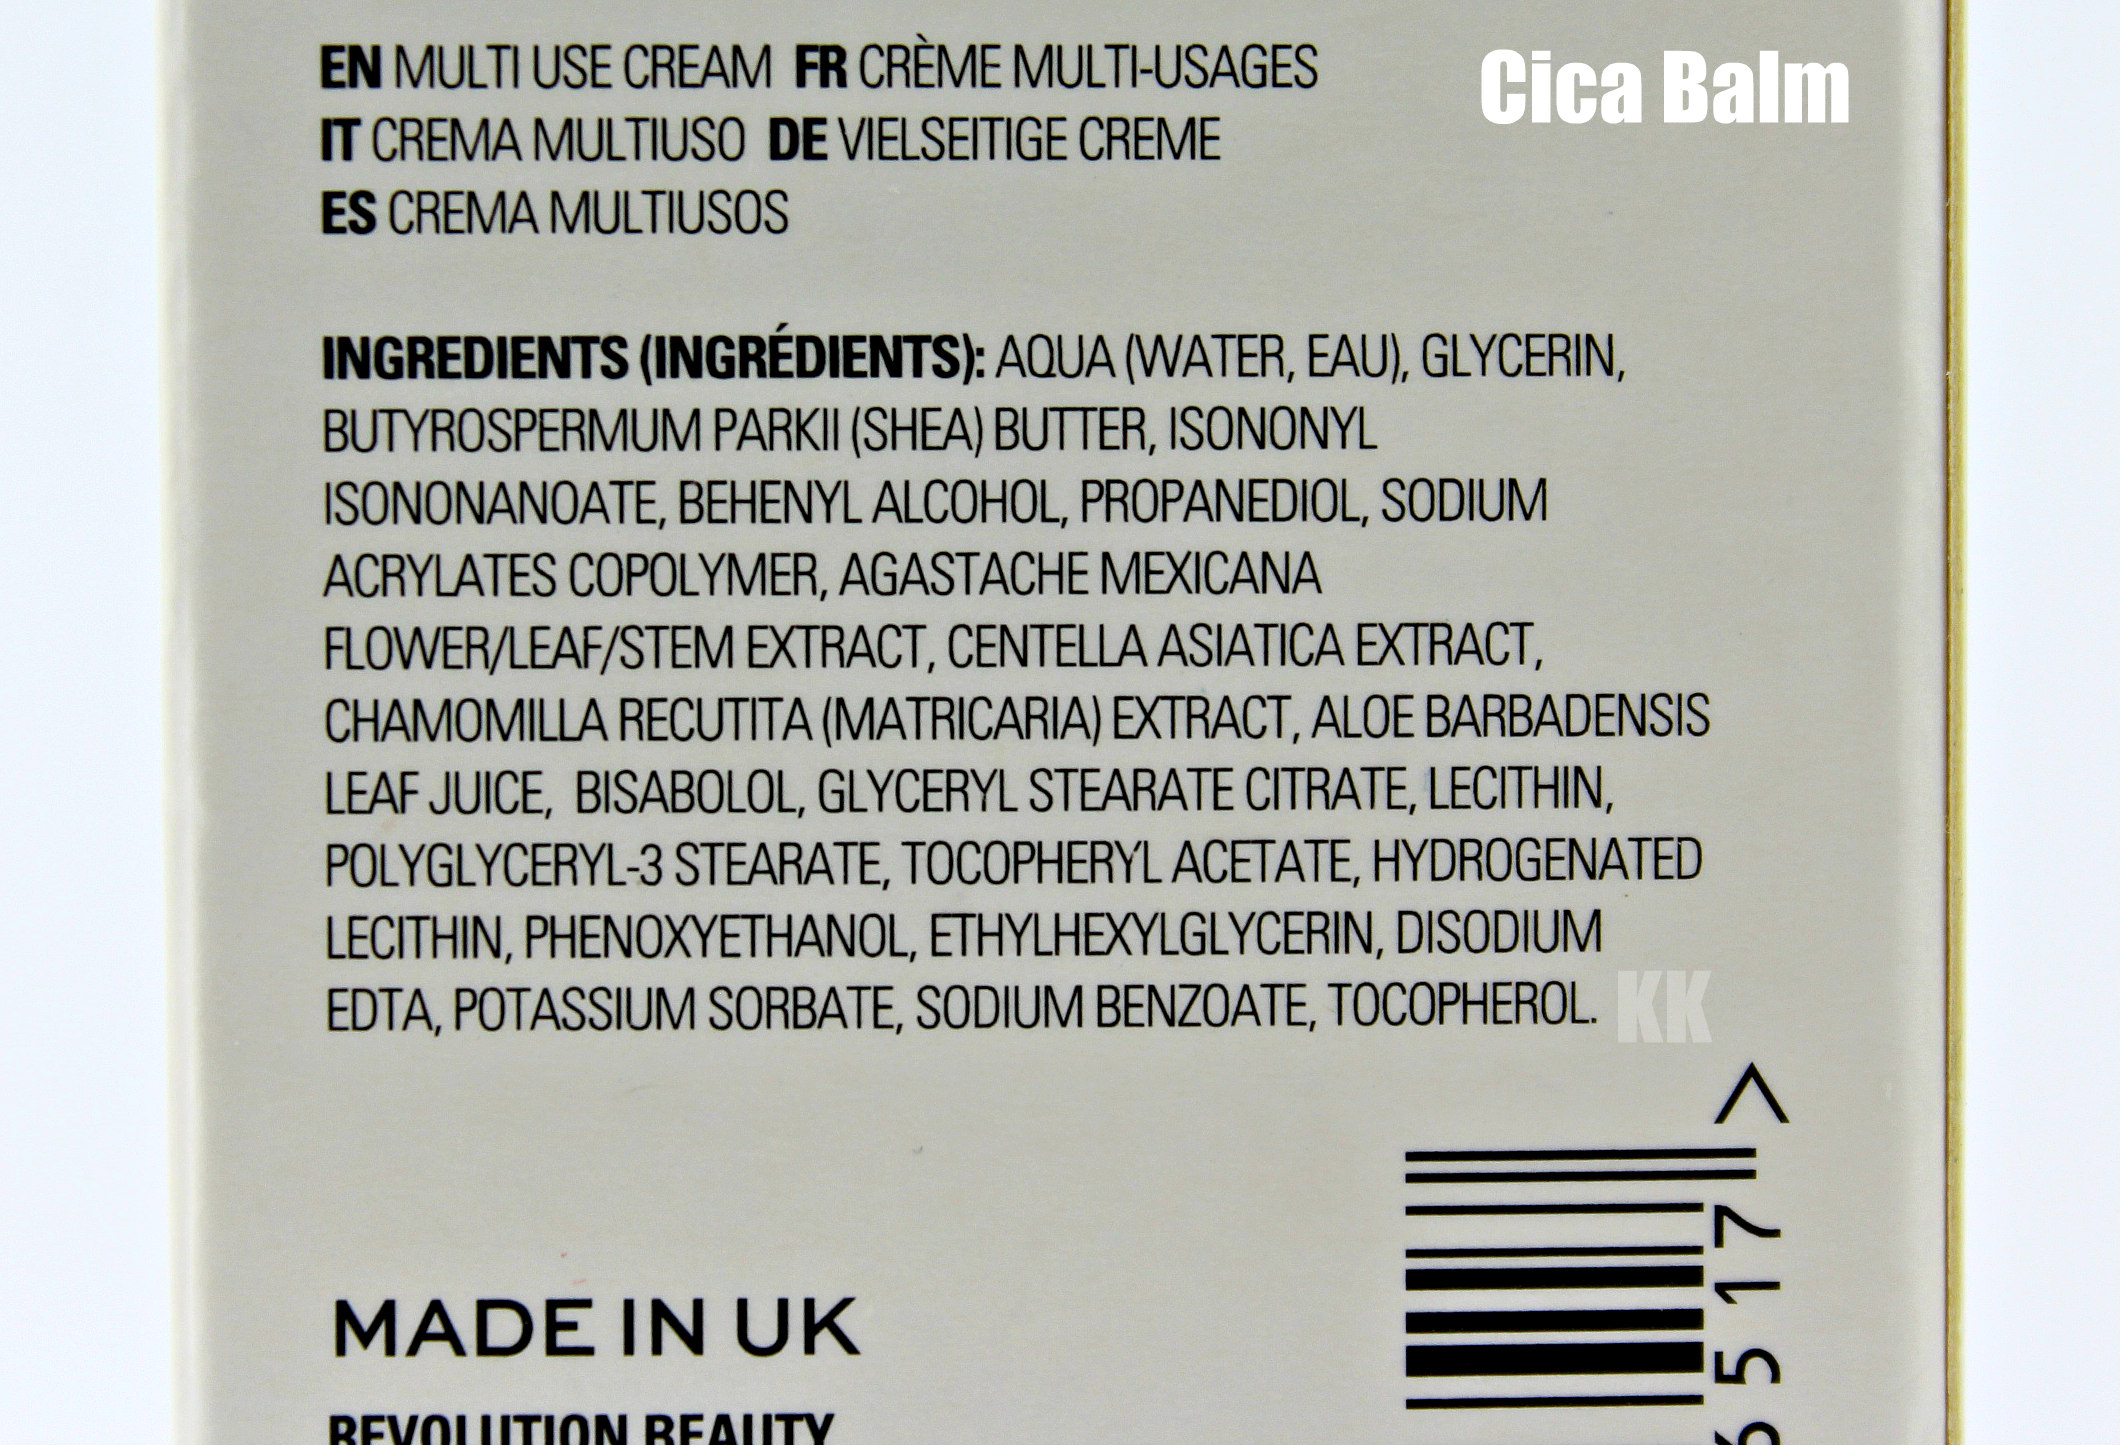 Cica Balm
EN MULTI USE CREAM FR CRÈME MULTI-USAGES
IT CREMA MULTIUSO DE VIELSEITIGE CREME
ES CREMA MULTIUSOS
INGREDIENTS (INGRÉDIENTS): AQUA (WATER, EAU), GLYCERIN,
BUTYROSPERMUM PARKII (SHEA) BUTTER, ISONONYL
ISONONANOATE, BEHENYL ALCOHOL, PROPANEDIOL, SODIUM
ACRYLATES COPOLYMER, AGASTACHE MEXICANA
FLOWER/LEAF/STEM EXTRACT, CENTELLA ASIATICA EXTRACT,
CHAMOMILLA RECUTITA (MATRICARIA) EXTRACT, ALOE BARBADENSIS
LEAF JUICE, BISABOLOL, GLYCERYL STEARATE CITRATE, LECITHIN,
POLYGLYCERYL-3 STEARATE, TOCOPHERYL ACETATE, HYDROGENATED
LECITHIN, PHENOXYETHANOL, ETHYLHEXYLGLYCERIN, DISODIUM
EDTA, POTASSIUM SORBATE, SODIUM BENZOATE, TOCOPHEROL.
KK
MADE IN UK
REVOLUTION BEAUTY
6517>